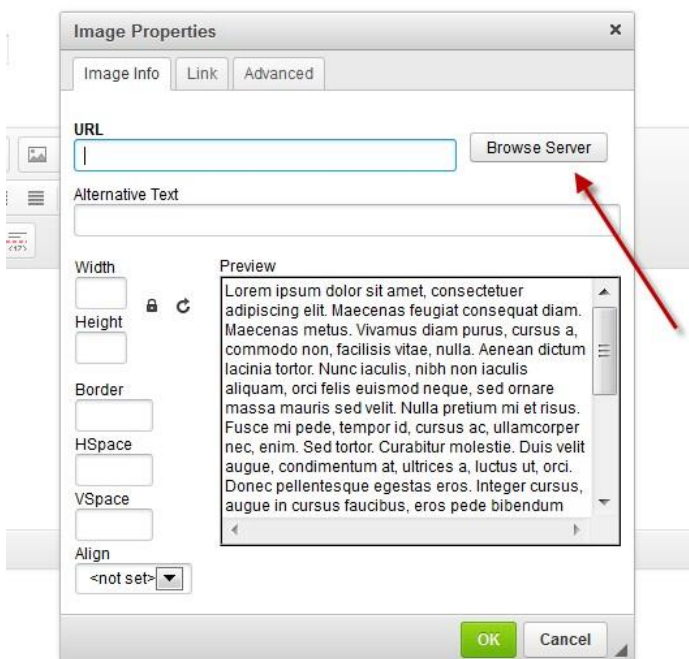 Image Properties
Image Info Link Advanced
URL
Browse Server
Alternative Text
Width
Height
Border
HSpace
VSpace
Align
<not set>
Preview
Lorem ipsum dolor sit amet, consectetuer
adipiscing elit. Maecenas feugiat consequat diam.
Maecenas metus. Vivamus diam purus, cursus a,
commodo non, facilisis vitae, nulla. Aenean dictum
lacinia tortor. Nunc iaculis, nibh non iaculis
aliquam, orci felis euismod neque, sed ornare
massa mauris sed velit. Nulla pretium mi et risus.
Fusce mi pede, tempor id, cursus ac, ullamcorper
nec, enim. Sed tortor. Curabitur molestie. Duis velit
augue, condimentum at, ultrices a, luctus ut, orci.
Donec pellentesque egestas eros. Integer cursus,
augue in cursus faucibus, eros pede bibendum
OK Cancel